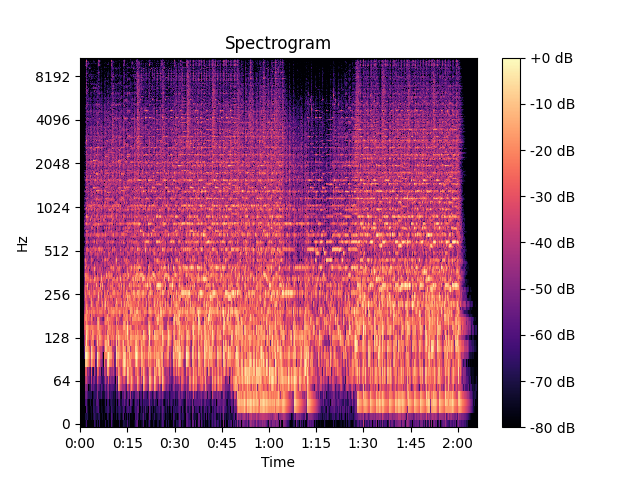 Spectrogram
Hz
8192
4096
2048
1024
512
256
128
64
0
0:00 0:15 0:30 0:45 1:00 1:15 1:30 1:45 2:00
Time
+0 dB
-10 dB
-20 dB
-30 dB
-40 dB
-50 dB
-60 dB
-70 dB
-80 dB